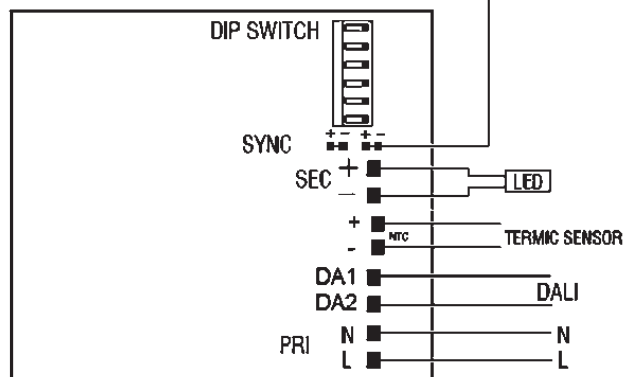 DIP SWITCH
+ − + −
SYNC
SEC + LED
−
+ NTC TERMIC SENSOR
-
DA1
DA2 DALI
PRI N N
L L